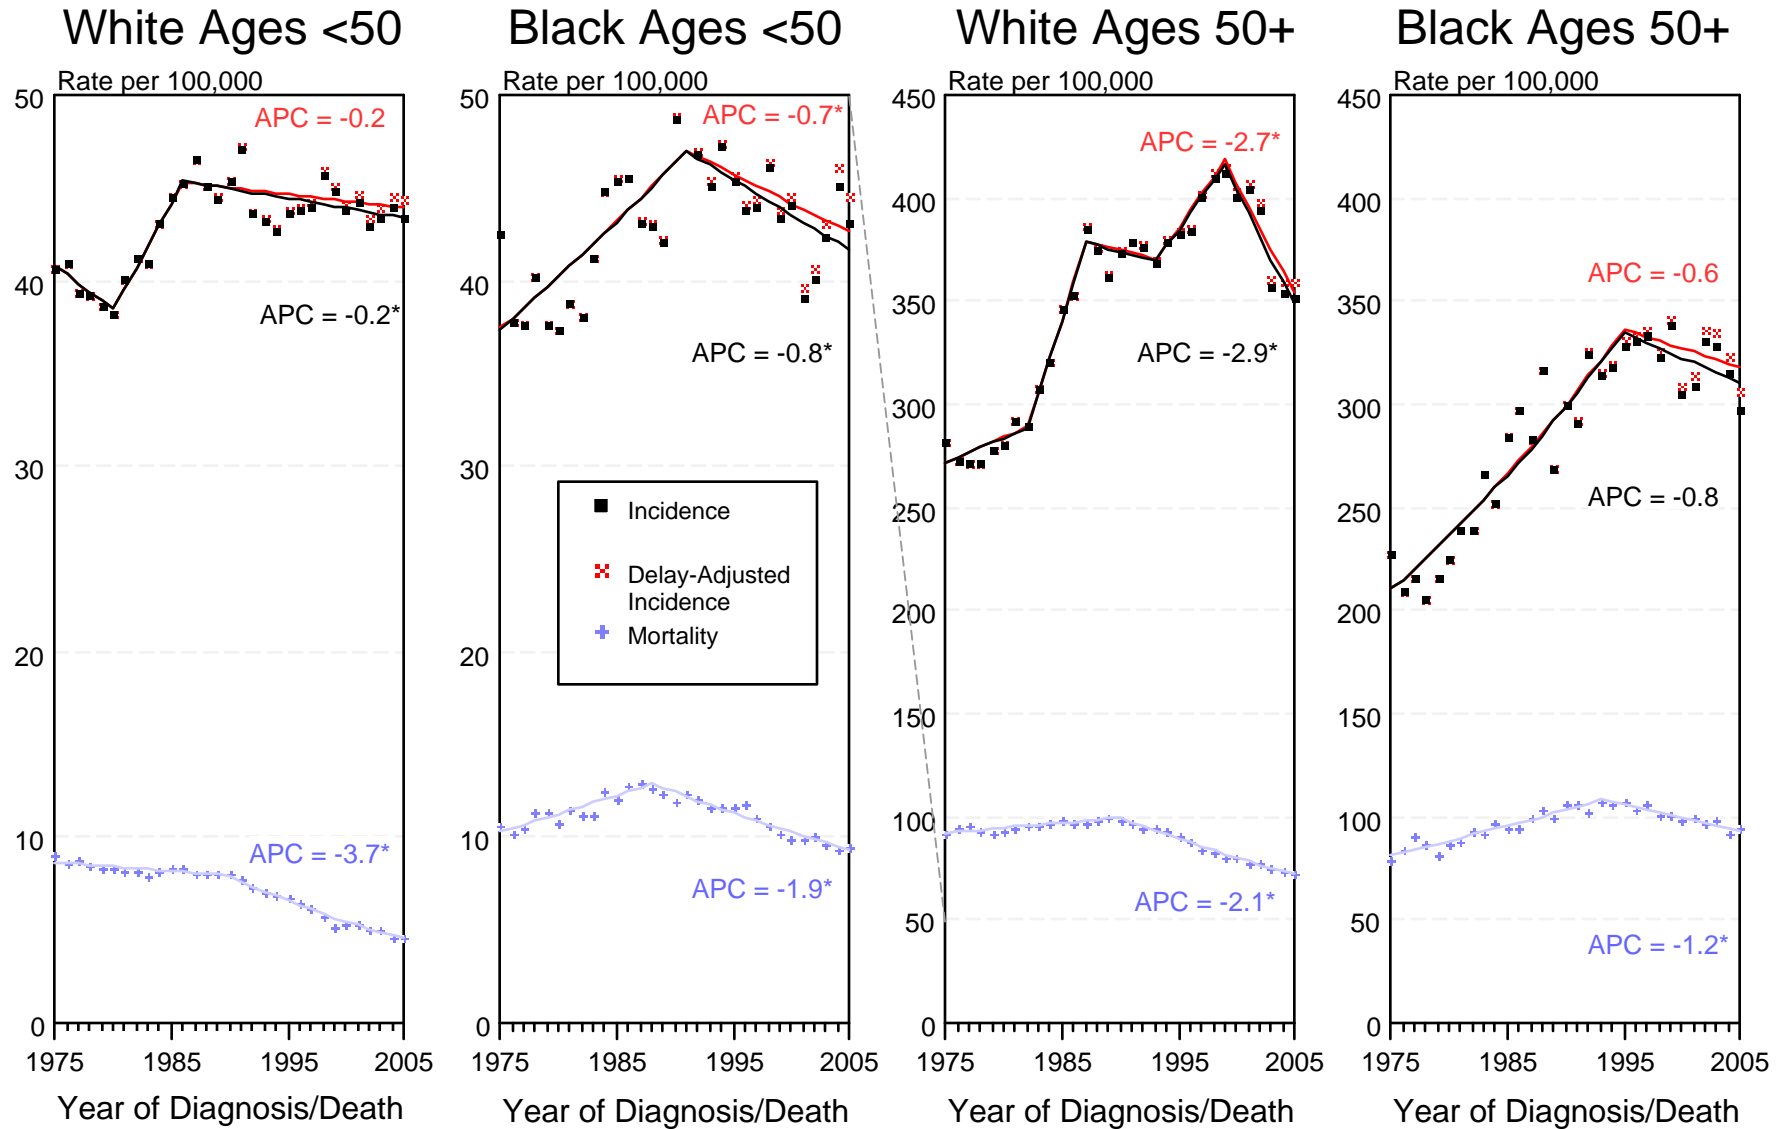 White Ages <50
Rate per 100,000
50
40
30
20
10
0
APC = -0.2
APC = -0.2*
APC = -3.7*
1975
1985
1995
2005
Year of Diagnosis/Death
Black Ages <50
Rate per 100,000
50
40
30
20
10
0
APC = -0.7*
APC = -0.8*
Incidence
Delay-Adjusted
Incidence
Mortality
APC = -1.9*
1975
1985
1995
2005
Year of Diagnosis/Death
White Ages 50+
Rate per 100,000
450
400
350
300
250
200
150
100
50
0
APC = -2.7*
APC = -2.9*
APC = -2.1*
1975
1985
1995
2005
Year of Diagnosis/Death
Black Ages 50+
Rate per 100,000
450
400
350
300
250
200
150
100
50
0
APC = -0.6
APC = -0.8
APC = -1.2*
1975
1985
1995
2005
Year of Diagnosis/Death